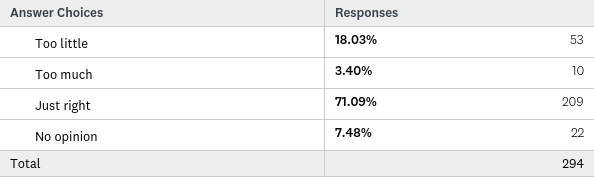 Answer Choices Responses
Too little 18.03% 53
Too much 3.40% 10
Just right 71.09% 209
No opinion 7.48% 22
Total 294